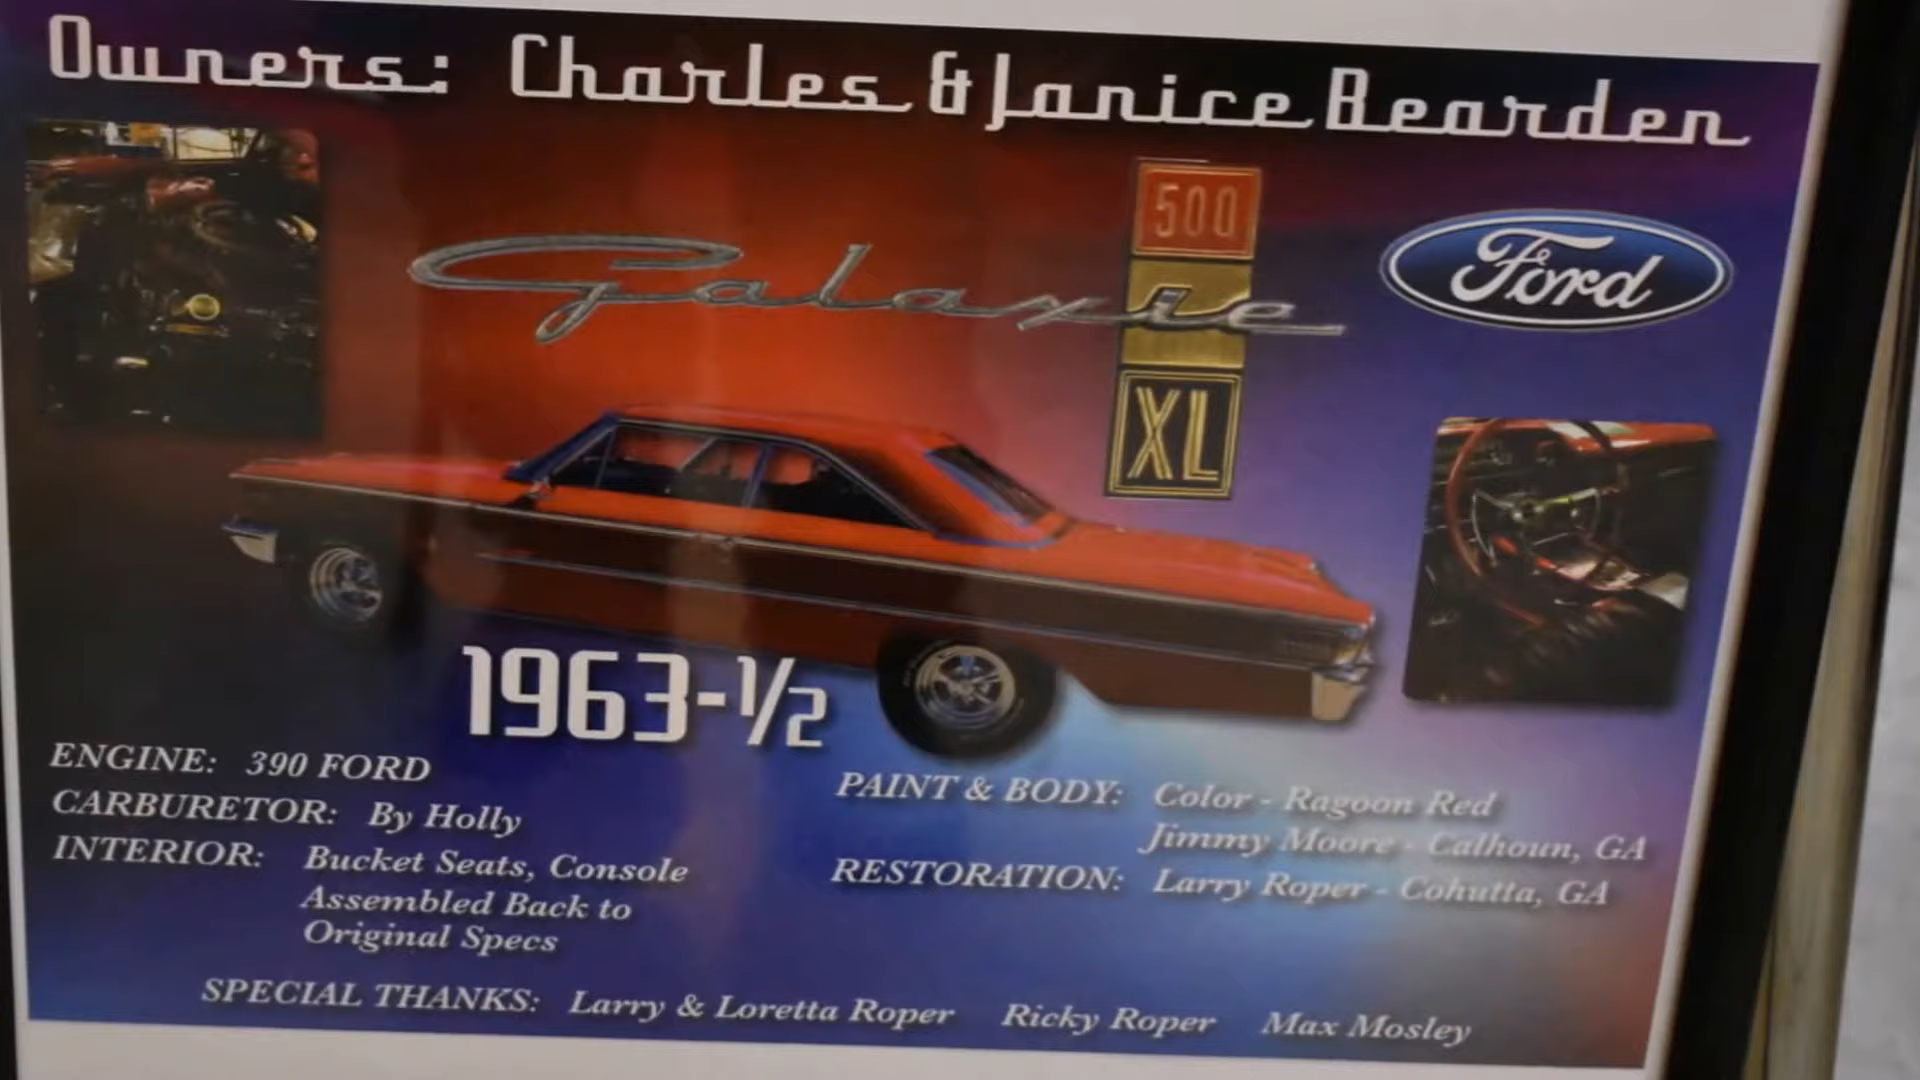 Owners: Charles & Janice Bearden
500
Galaxie
Ford
XL
1963-½
ENGINE: 390 FORD
CARBURETOR: By Holly
INTERIOR: Bucket Seats, Console
Assembled Back to
Original Specs
PAINT & BODY: Color - Ragoon Red
Jimmy Moore - Calhoun, GA
RESTORATION: Larry Roper - Cohutta, GA
SPECIAL THANKS: Larry & Loretta Roper Ricky Roper Max Mosley